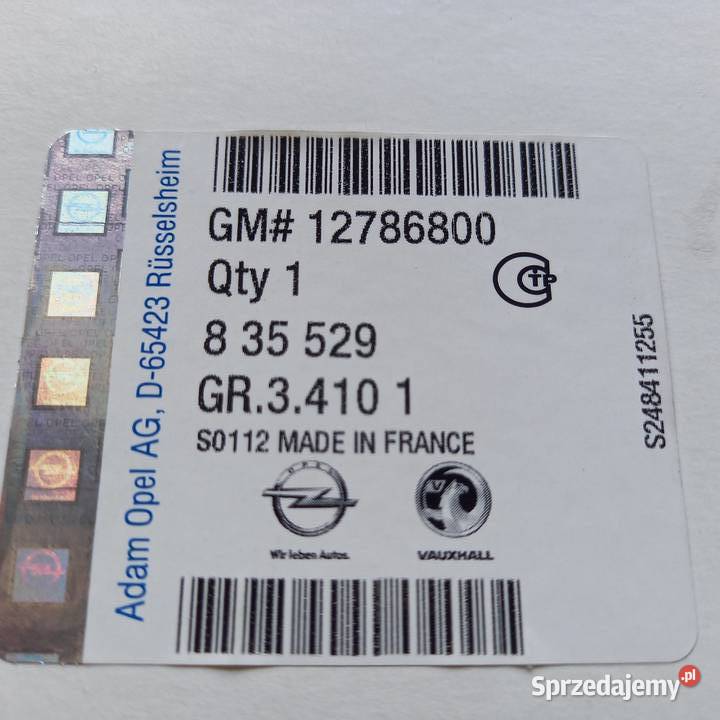 GM# 12786800
Qty 1
8 35 529
GR.3.410 1
S0112 MADE IN FRANCE
OPEL
Wir leben Autos.
VAUXHALL
Adam Opel AG, D-65423 Rüsselsheim
S248411255
Sprzedajemy.pl